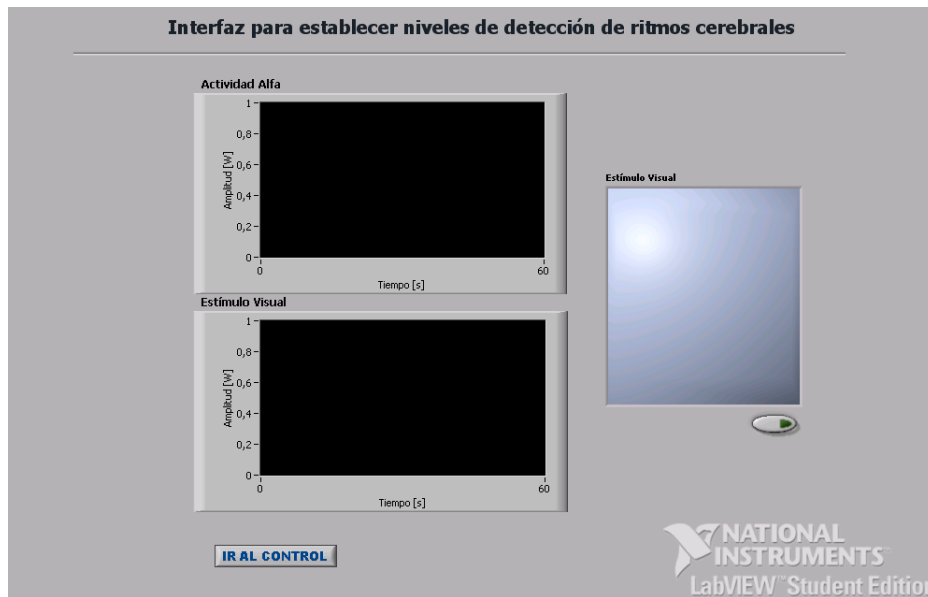 Interfaz para establecer niveles de detección de ritmos cerebrales
Actividad Alfa
1
0,8
0,6
0,4
0,2
0
Amplitud [W]
0
60
Tiempo [s]
Estímulo Visual
1
0,8
0,6
0,4
0,2
0
Amplitud [W]
0
60
Tiempo [s]
Estímulo Visual
IR AL CONTROL
NATIONAL
INSTRUMENTS
LabVIEW™ Student Edition